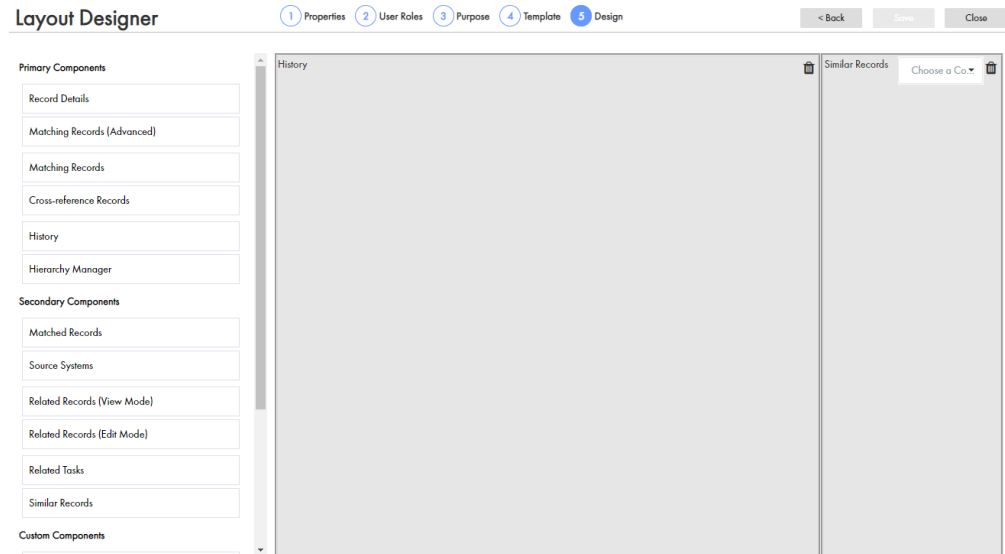 Layout Designer
1 Properties 2 User Roles 3 Purpose 4 Template 5 Design
< Back Save Close
Primary Components
Record Details
Matching Records (Advanced)
Matching Records
Cross-reference Records
History
Hierarchy Manager
Secondary Components
Matched Records
Source Systems
Related Records (View Mode)
Related Records (Edit Mode)
Related Tasks
Similar Records
Custom Components
History
Similar Records Choose a Co...